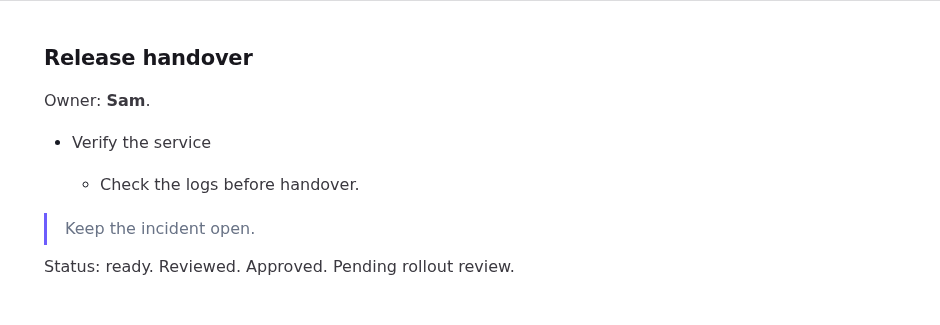 Release handover
Owner: Sam.
Verify the service
Check the logs before handover.
Keep the incident open.
Status: ready. Reviewed. Approved. Pending rollout review.